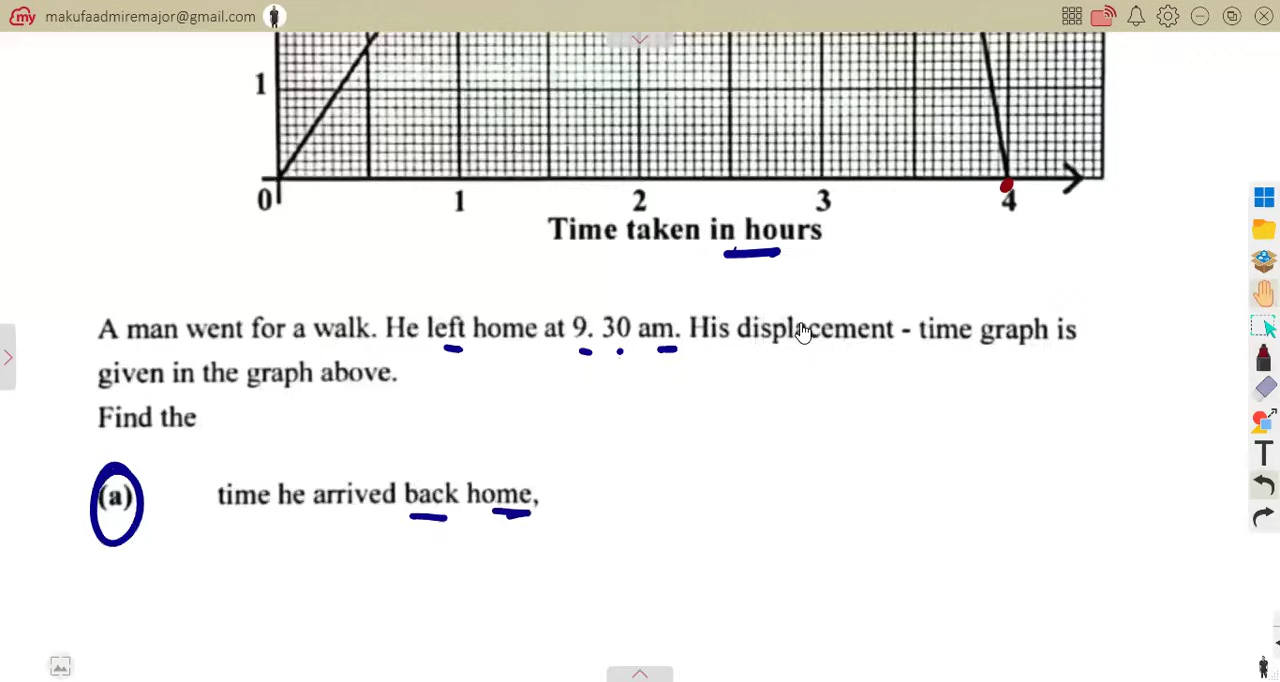 my makufaadmiremajor@gmail.com
1
0 1 2 3 4
Time taken in hours
A man went for a walk. He left home at 9. 30 am. His displacement - time graph is
given in the graph above.
Find the
(a) time he arrived back home,
T